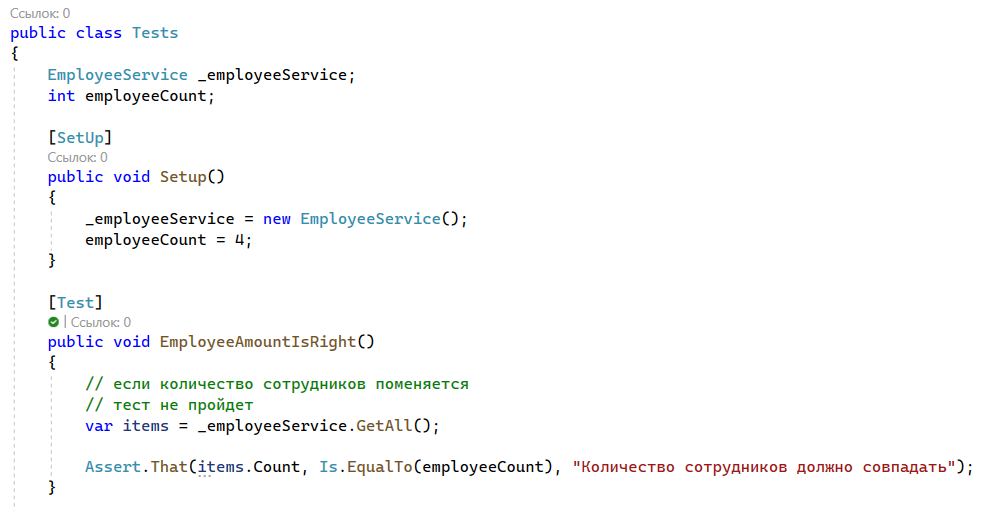 Ссылок: 0
public class Tests
{
EmployeeService _employeeService;
int employeeCount;
[SetUp]
Ссылок: 0
public void Setup()
{
_employeeService = new EmployeeService();
employeeCount = 4;
}
[Test]
| Ссылок: 0
public void EmployeeAmountIsRight()
{
// если количество сотрудников поменяется
// тест не пройдет
var items = _employeeService.GetAll();
Assert.That(items.Count, Is.EqualTo(employeeCount), "Количество сотрудников должно совпадать");
}